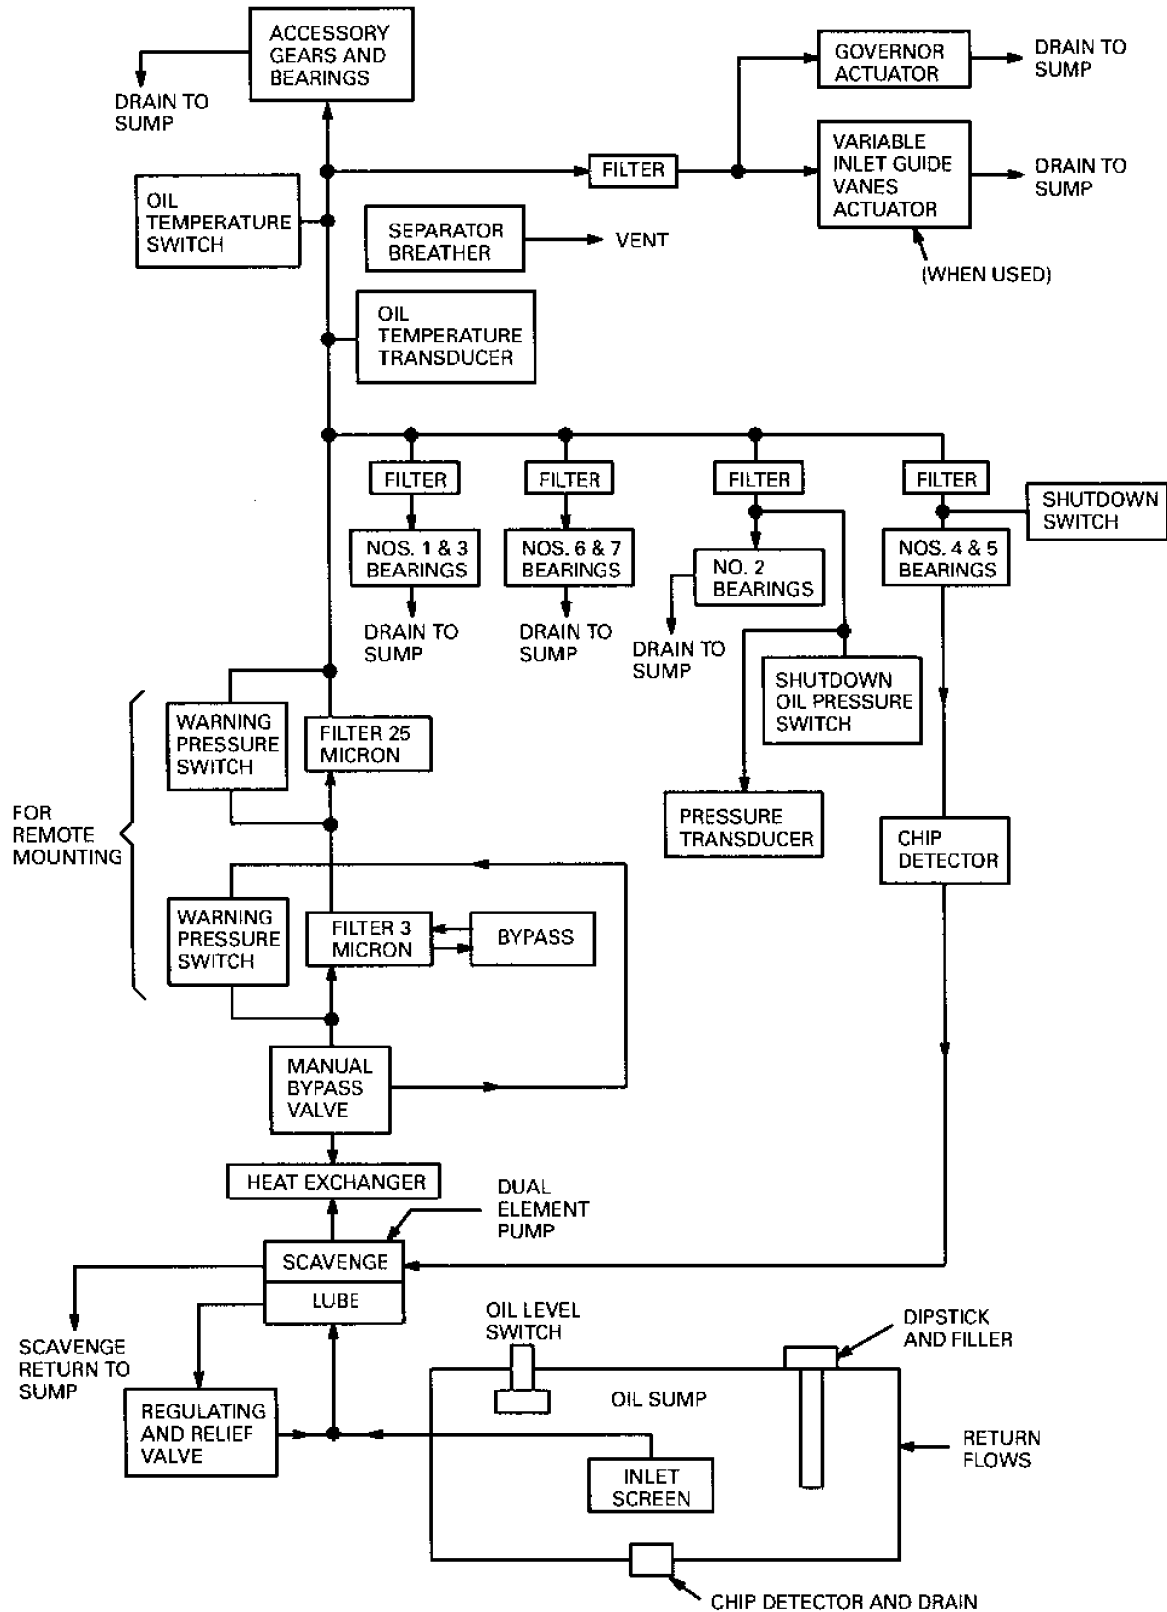 ACCESSORY
GEARS AND
BEARINGS
DRAIN TO
SUMP
GOVERNOR
ACTUATOR
DRAIN TO
SUMP
FILTER
VARIABLE
INLET GUIDE
VANES
ACTUATOR
DRAIN TO
SUMP
(WHEN USED)
OIL
TEMPERATURE
SWITCH
SEPARATOR
BREATHER
VENT
OIL
TEMPERATURE
TRANSDUCER
FILTER
FILTER
FILTER
FILTER
SHUTDOWN
SWITCH
NOS. 1 & 3
BEARINGS
NOS. 6 & 7
BEARINGS
NO. 2
BEARINGS
NOS. 4 & 5
BEARINGS
DRAIN TO
SUMP
DRAIN TO
SUMP
DRAIN TO
SUMP
SHUTDOWN
OIL PRESSURE
SWITCH
WARNING
PRESSURE
SWITCH
FILTER 25
MICRON
PRESSURE
TRANSDUCER
CHIP
DETECTOR
FOR
REMOTE
MOUNTING
WARNING
PRESSURE
SWITCH
FILTER 3
MICRON
BYPASS
MANUAL
BYPASS
VALVE
HEAT EXCHANGER
DUAL
ELEMENT
PUMP
SCAVENGE
LUBE
SCAVENGE
RETURN TO
SUMP
REGULATING
AND RELIEF
VALVE
OIL LEVEL
SWITCH
DIPSTICK
AND FILLER
OIL SUMP
RETURN
FLOWS
INLET
SCREEN
CHIP DETECTOR AND DRAIN